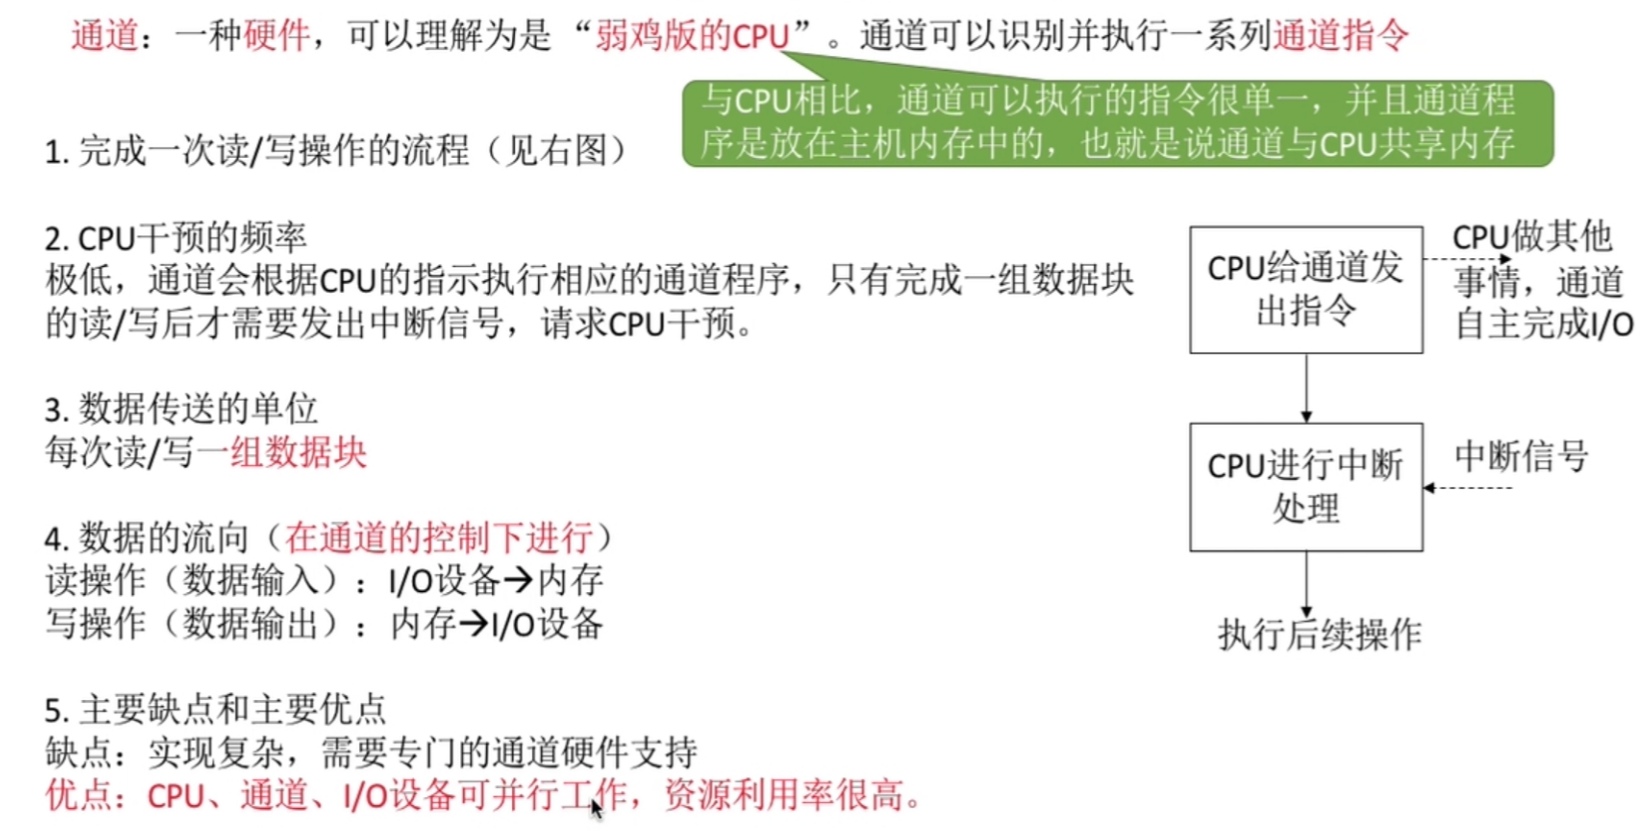 通道：一种硬件，可以理解为是“弱鸡版的CPU”。通道可以识别并执行一系列通道指令
与CPU相比，通道可以执行的指令很单一，并且通道程
序是放在主机内存中的，也就是说通道与CPU共享内存
1. 完成一次读/写操作的流程（见右图）
2. CPU干预的频率
极低，通道会根据CPU的指示执行相应的通道程序，只有完成一组数据块
的读/写后才需要发出中断信号，请求CPU干预。
3. 数据传送的单位
每次读/写一组数据块
4. 数据的流向（在通道的控制下进行）
读操作（数据输入）：I/O设备→内存
写操作（数据输出）：内存→I/O设备
5. 主要缺点和主要优点
缺点：实现复杂，需要专门的通道硬件支持
优点：CPU、通道、I/O设备可并行工作，资源利用率很高。
CPU给通道发
出指令
CPU做其他
事情，通道
自主完成I/O
CPU进行中断
处理
中断信号
执行后续操作